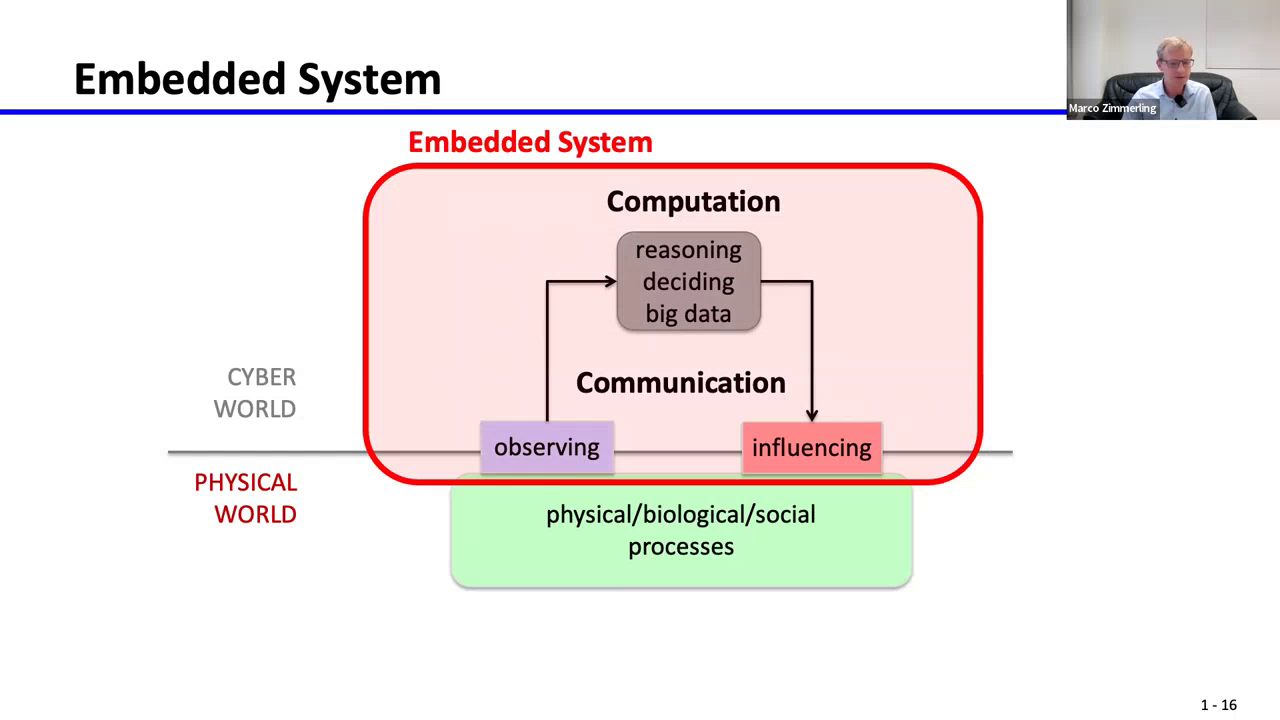 Embedded System
Marco Zimmerling
Embedded System
Computation
reasoning
deciding
big data
CYBER
WORLD
Communication
observing
influencing
PHYSICAL
WORLD
physical/biological/social
processes
1 - 16